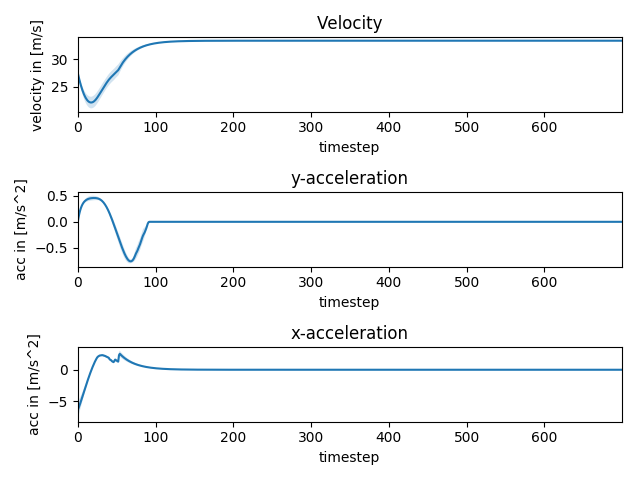 Velocity
velocity in [m/s]
30
25
0 100 200 300 400 500 600
timestep
y-acceleration
acc in [m/s^2]
0.5
0.0
−0.5
0 100 200 300 400 500 600
timestep
x-acceleration
acc in [m/s^2]
0
−5
0 100 200 300 400 500 600
timestep